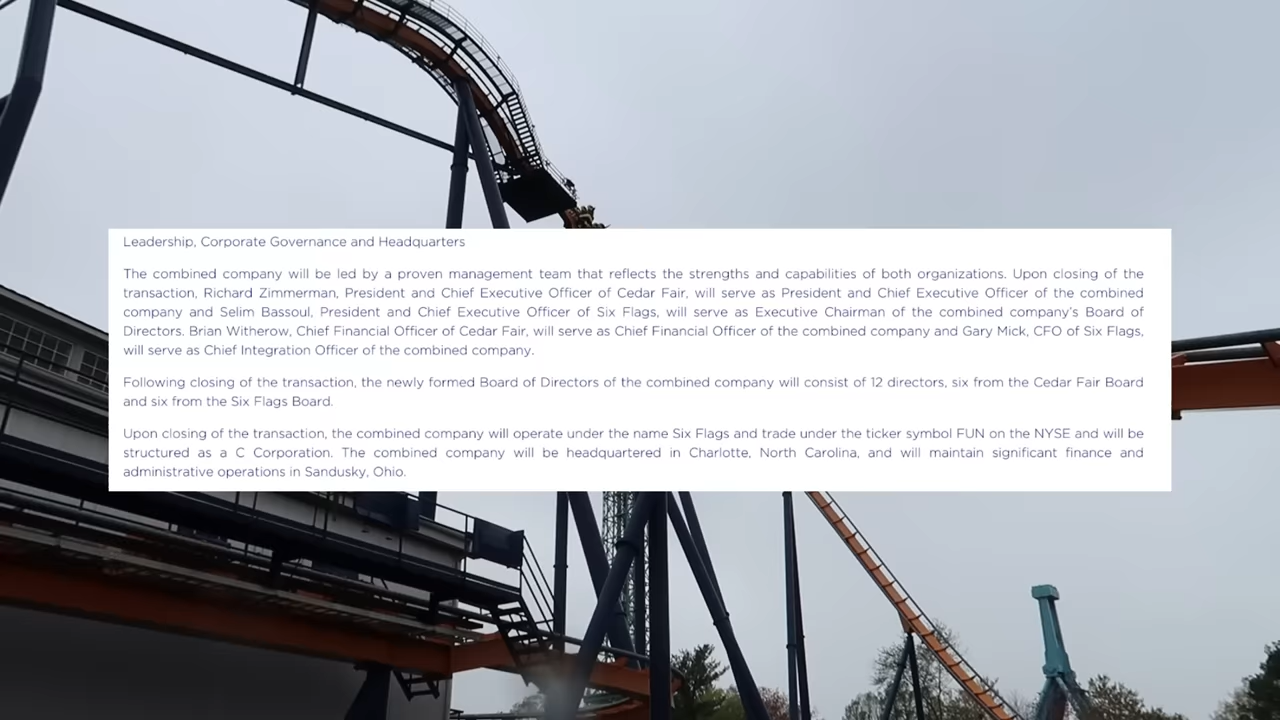 Leadership, Corporate Governance and Headquarters
The combined company will be led by a proven management team that reflects the strengths and capabilities of both organizations. Upon closing of the
transaction, Richard Zimmerman, President and Chief Executive Officer of Cedar Fair, will serve as President and Chief Executive Officer of the combined
company and Selim Bassoul, President and Chief Executive Officer of Six Flags, will serve as Executive Chairman of the combined company's Board of
Directors. Brian Witherow, Chief Financial Officer of Cedar Fair, will serve as Chief Financial Officer of the combined company and Gary Mick, CFO of Six Flags,
will serve as Chief Integration Officer of the combined company.
Following closing of the transaction, the newly formed Board of Directors of the combined company will consist of 12 directors, six from the Cedar Fair Board
and six from the Six Flags Board.
Upon closing of the transaction, the combined company will operate under the name Six Flags and trade under the ticker symbol FUN on the NYSE and will be
structured as a C Corporation. The combined company will be headquartered in Charlotte, North Carolina, and will maintain significant finance and
administrative operations in Sandusky, Ohio.